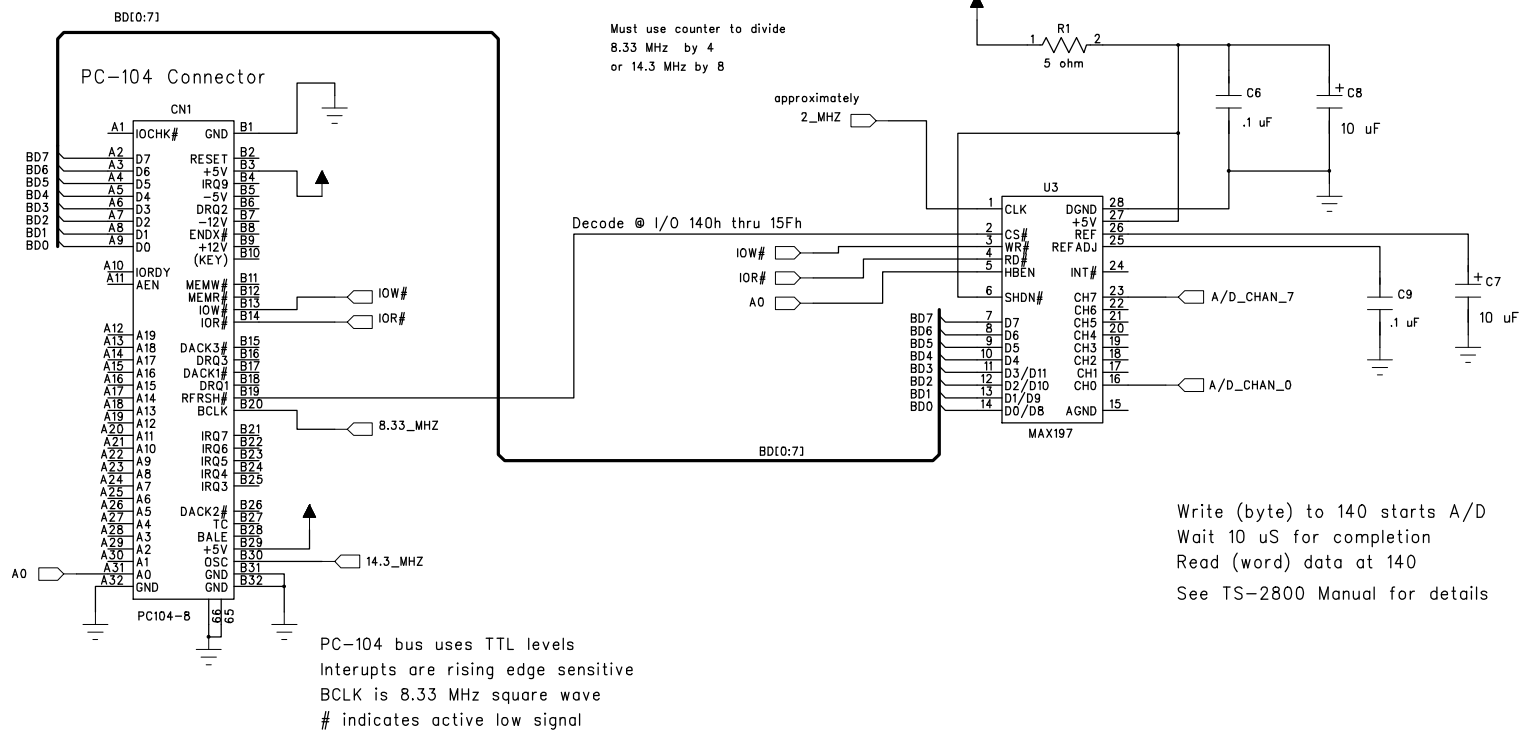 BD[0:7]
PC-104 Connector
CN1
A1 IOCHK# GND B1
BD7 A2 D7 RESET B2
BD6 A3 D6 +5V B3
BD5 A4 D5 IRQ9 B4
BD4 A5 D4 -5V B5
BD3 A6 D3 DRQ2 B6
BD2 A7 D2 -12V B7
BD1 A8 D1 ENDX# B8
BD0 A9 D0 +12V B9
(KEY) B10
A10 IORDY
A11 AEN MEMW# B11
MEMR# B12
IOW# B13 IOW#
IOR# B14 IOR#
A12 A19
A13 A18 DACK3# B15
A14 A17 DRQ3 B16
A15 A16 DACK1# B17
A16 A15 DRQ1 B18
A17 A14 RFRSH# B19
A18 A13 BCLK B20 8.33_MHZ
A19 A12
A20 A11 IRQ7 B21
A21 A10 IRQ6 B22
A22 A9 IRQ5 B23
A23 A8 IRQ4 B24
A24 A7 IRQ3 B25
A25 A6
A26 A5 DACK2# B26
A27 A4 TC B27
A28 A3 BALE B28
A29 A2 +5V B29
A30 A1 OSC B30 14.3_MHZ
A0 A31 A0 GND B31
A32 GND GND B32
PC104-8 66 65
PC-104 bus uses TTL levels
Interupts are rising edge sensitive
BCLK is 8.33 MHz square wave
# indicates active low signal
Must use counter to divide
8.33 MHz by 4
or 14.3 MHz by 8
approximately
2_MHZ
Decode @ I/O 140h thru 15Fh
IOW#
IOR#
A0
BD[0:7]
1 R1 2
5 ohm
C6
.1 uF
+ C8
10 uF
U3
1 CLK DGND 28
+5V 27
2 CS# REF 26
3 WR# REFADJ 25
4 RD#
5 HBEN INT# 24
6 SHDN# CH7 23 A/D_CHAN_7
CH6 22
BD7 7 D7 CH5 21
BD6 8 D6 CH4 20
BD5 9 D5 CH3 19
BD4 10 D4 CH2 18
BD3 11 D3/D11 CH1 17
BD2 12 D2/D10 CH0 16 A/D_CHAN_0
BD1 13 D1/D9
BD0 14 D0/D8 AGND 15
MAX197
C9
.1 uF
C7
+
10 uF
Write (byte) to 140 starts A/D
Wait 10 uS for completion
Read (word) data at 140
See TS-2800 Manual for details